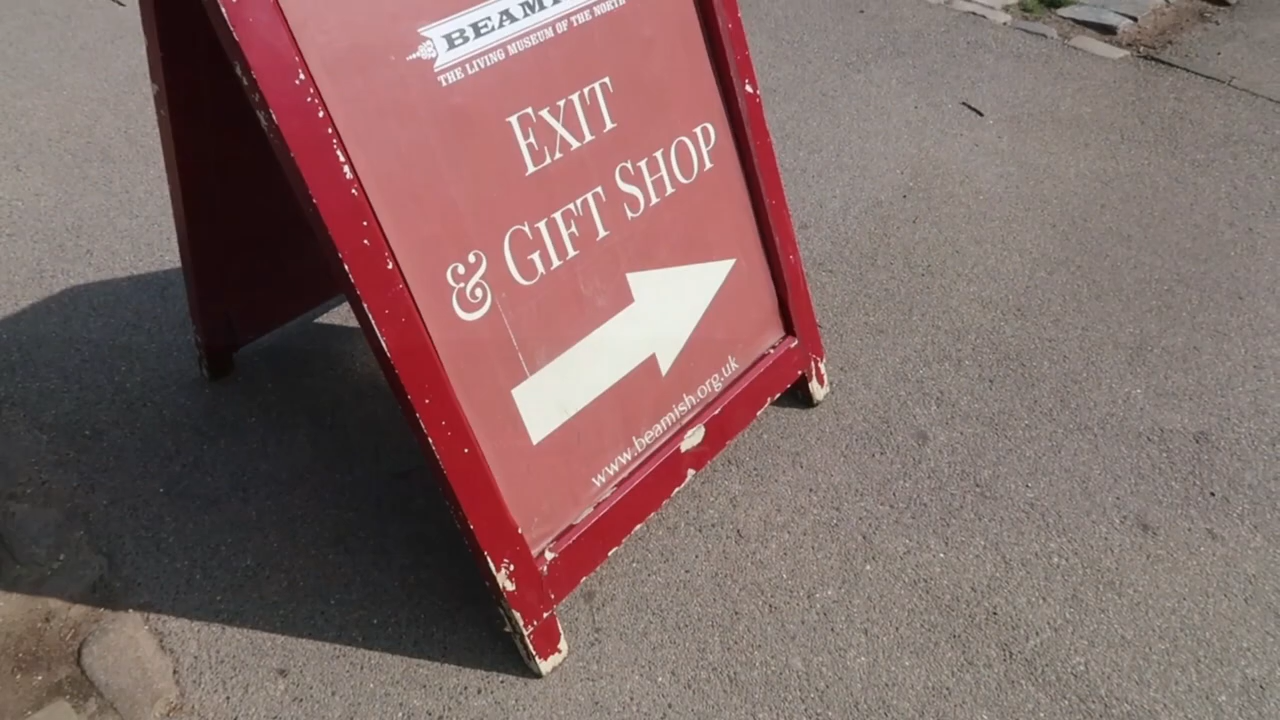 THE LIVING MUSEUM OF THE NORTH
EXIT
& GIFT SHOP
www.beamish.org.uk